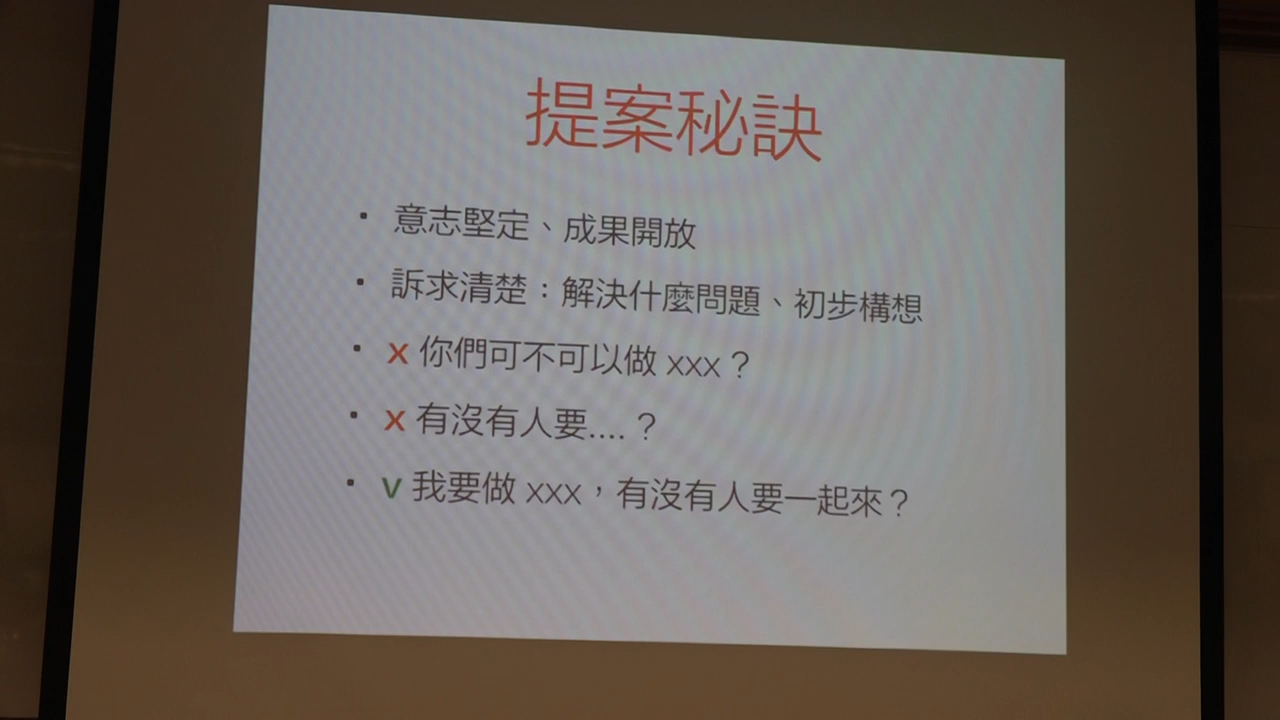 提案秘訣
• 意志堅定、成果開放
• 訴求清楚：解決什麼問題、初步構想
• x 你們可不可以做 xxx？
• x 有沒有人要....？
• v 我要做 xxx，有沒有人要一起來？